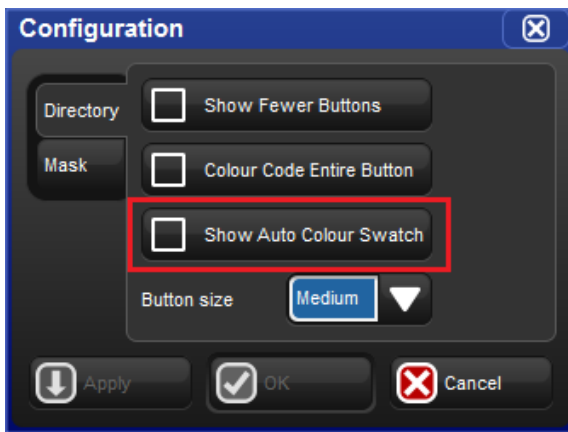 Configuration
Directory
Show Fewer Buttons
Mask
Colour Code Entire Button
Show Auto Colour Swatch
Button size
Medium
Apply
OK
Cancel